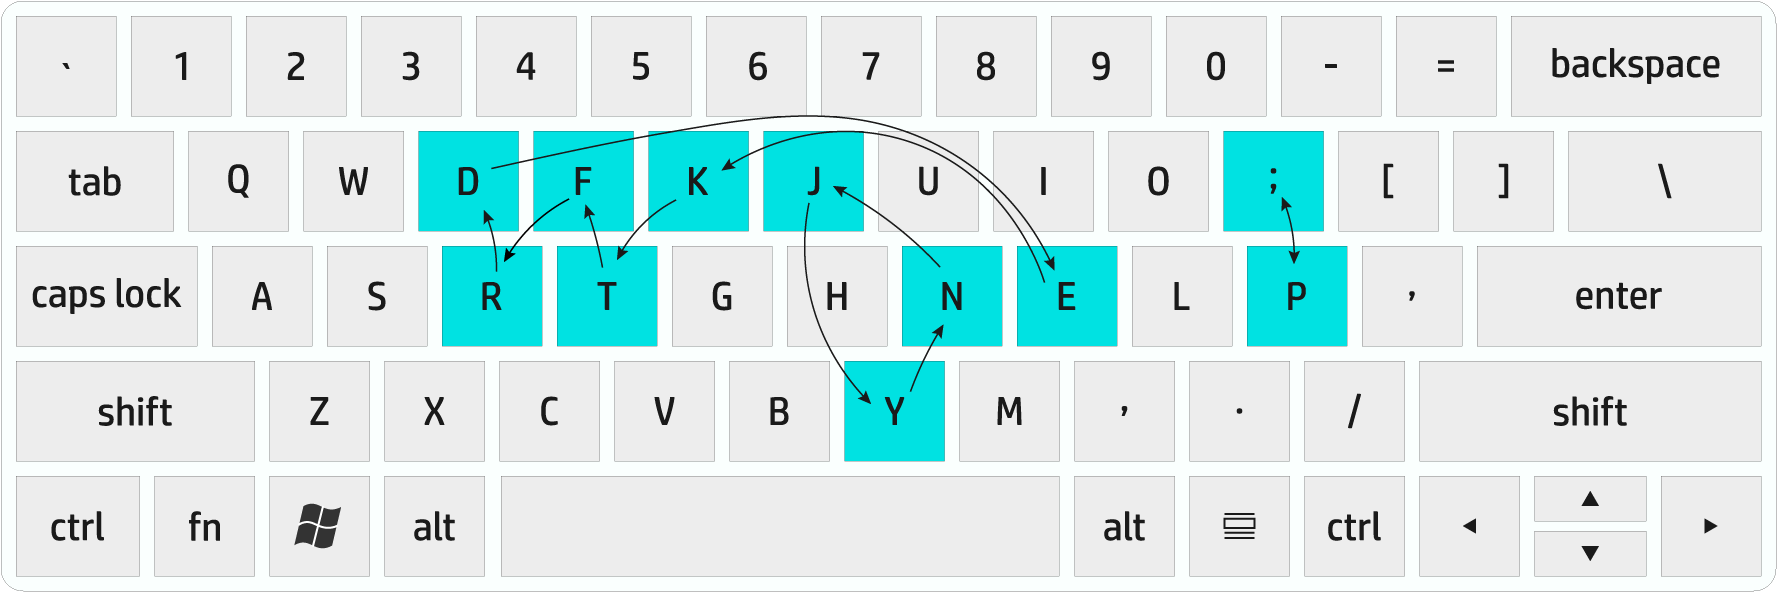 ` 1 2 3 4 5 6 7 8 9 0 - = backspace
tab Q W D F K J U I O ; [ ] \
caps lock A S R T G H N E L P ’ enter
shift Z X C V B Y M , . / shift
ctrl fn alt alt ctrl ◄ ▲ ▼ ►